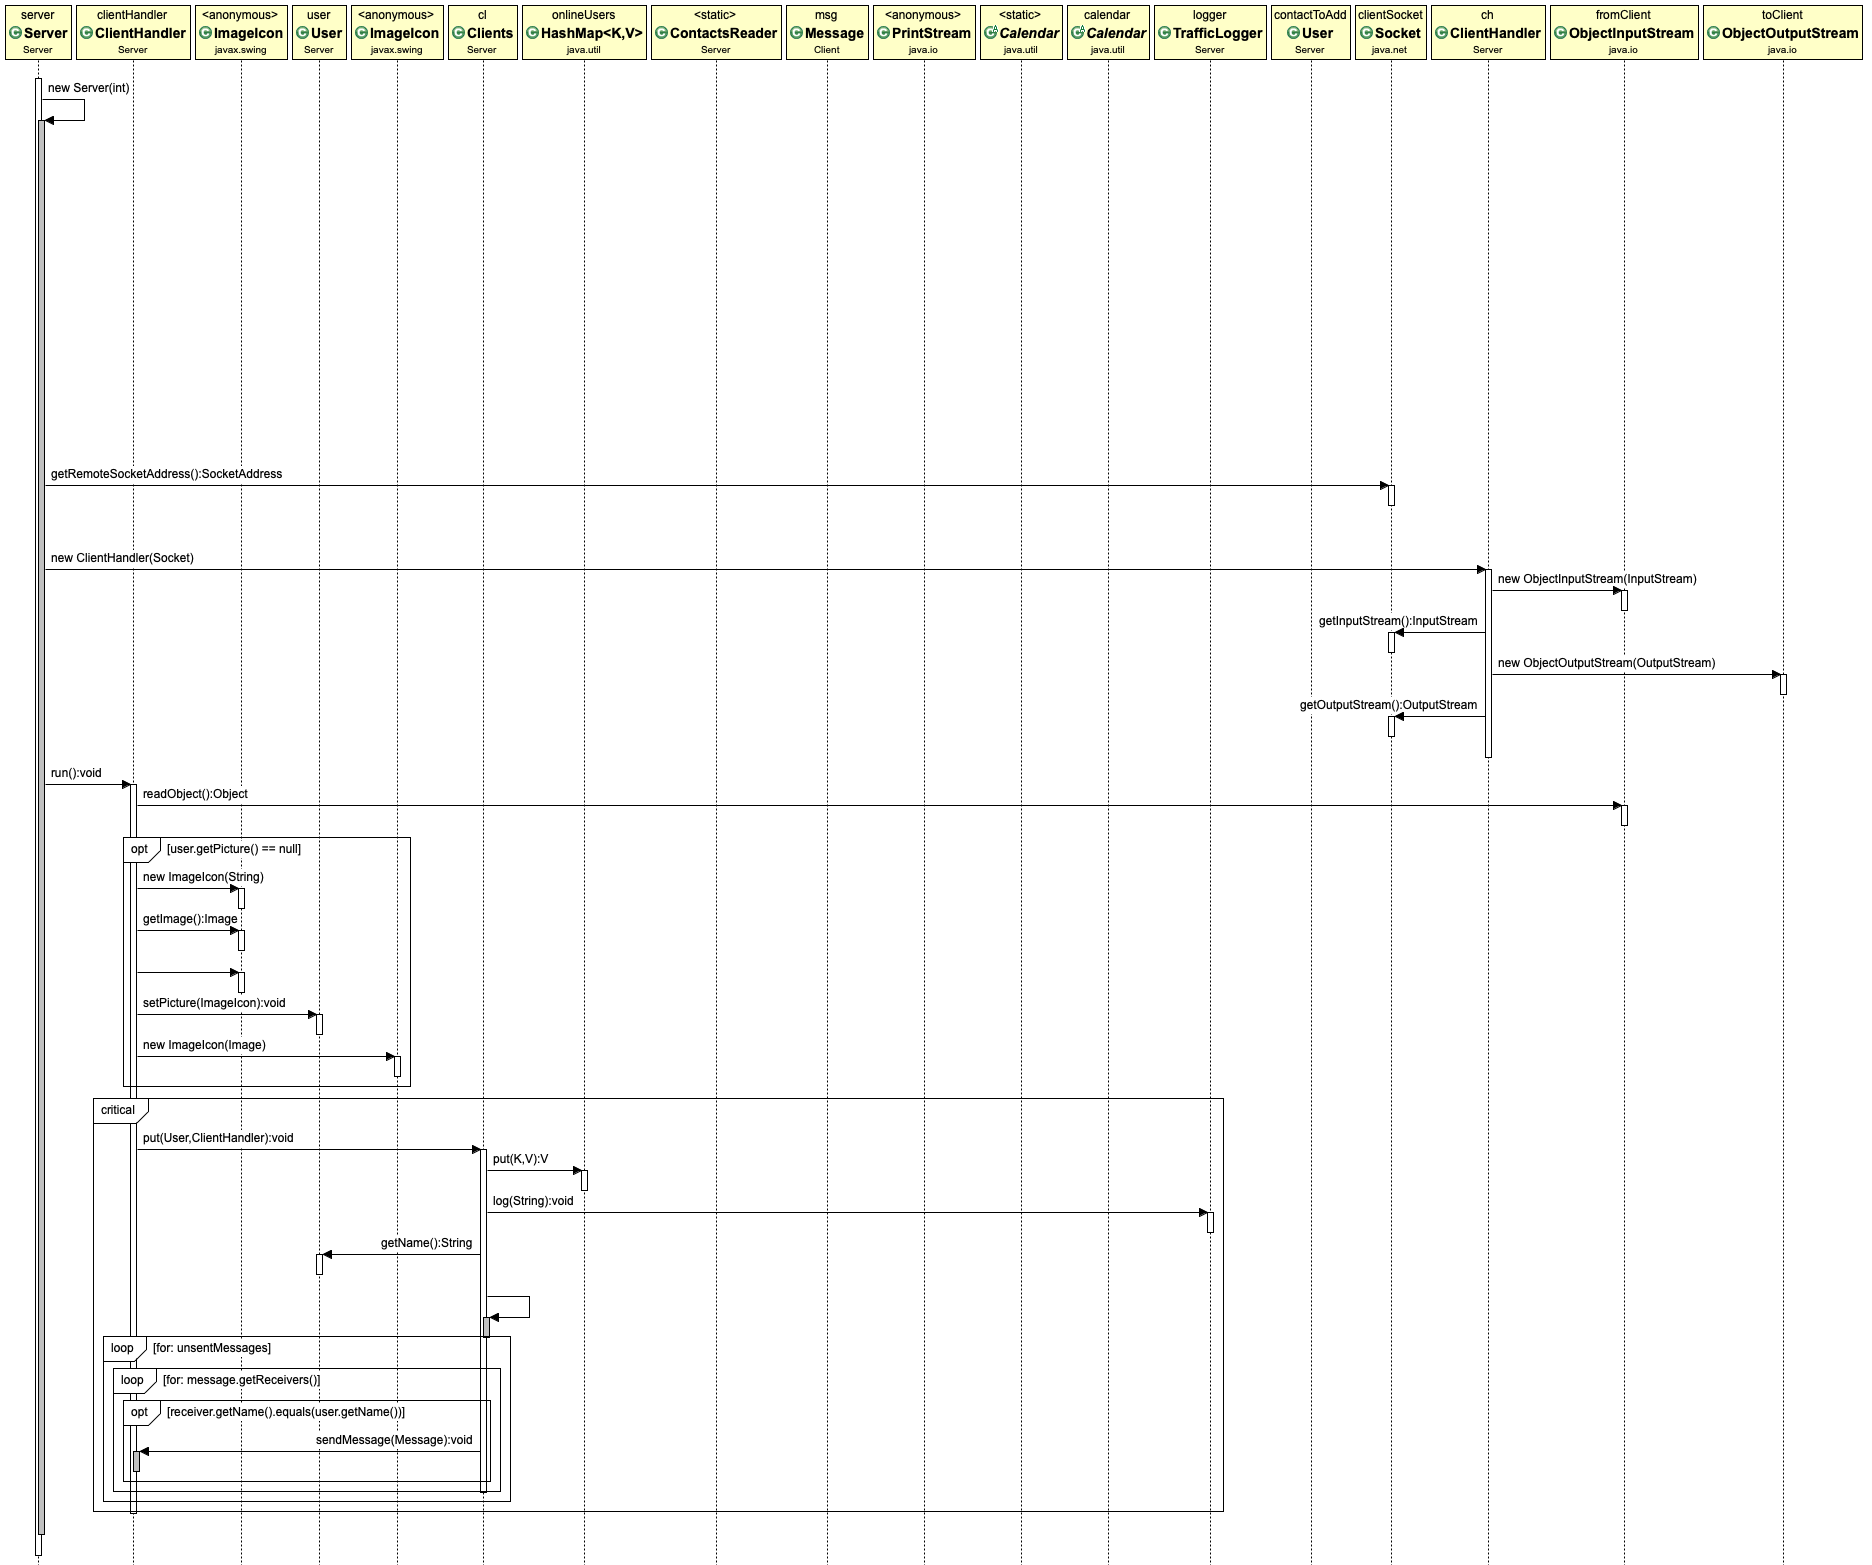 server
Server
Server
clientHandler
ClientHandler
Server
<anonymous>
ImageIcon
javax.swing
user
User
Server
<anonymous>
ImageIcon
javax.swing
cl
Clients
Server
onlineUsers
HashMap<K,V>
java.util
<static>
ContactsReader
Server
msg
Message
Client
<anonymous>
PrintStream
java.io
<static>
Calendar
java.util
calendar
Calendar
java.util
logger
TrafficLogger
Server
contactToAdd
User
Server
clientSocket
Socket
java.net
ch
ClientHandler
Server
fromClient
ObjectInputStream
java.io
toClient
ObjectOutputStream
java.io
new Server(int)
getRemoteSocketAddress():SocketAddress
new ClientHandler(Socket)
new ObjectInputStream(InputStream)
getInputStream():InputStream
new ObjectOutputStream(OutputStream)
getOutputStream():OutputStream
run():void
readObject():Object
opt [user.getPicture() == null]
new ImageIcon(String)
getImage():Image
setPicture(ImageIcon):void
new ImageIcon(Image)
critical
put(User,ClientHandler):void
put(K,V):V
log(String):void
getName():String
loop [for: unsentMessages]
loop [for: message.getReceivers()]
opt [receiver.getName().equals(user.getName())]
sendMessage(Message):void